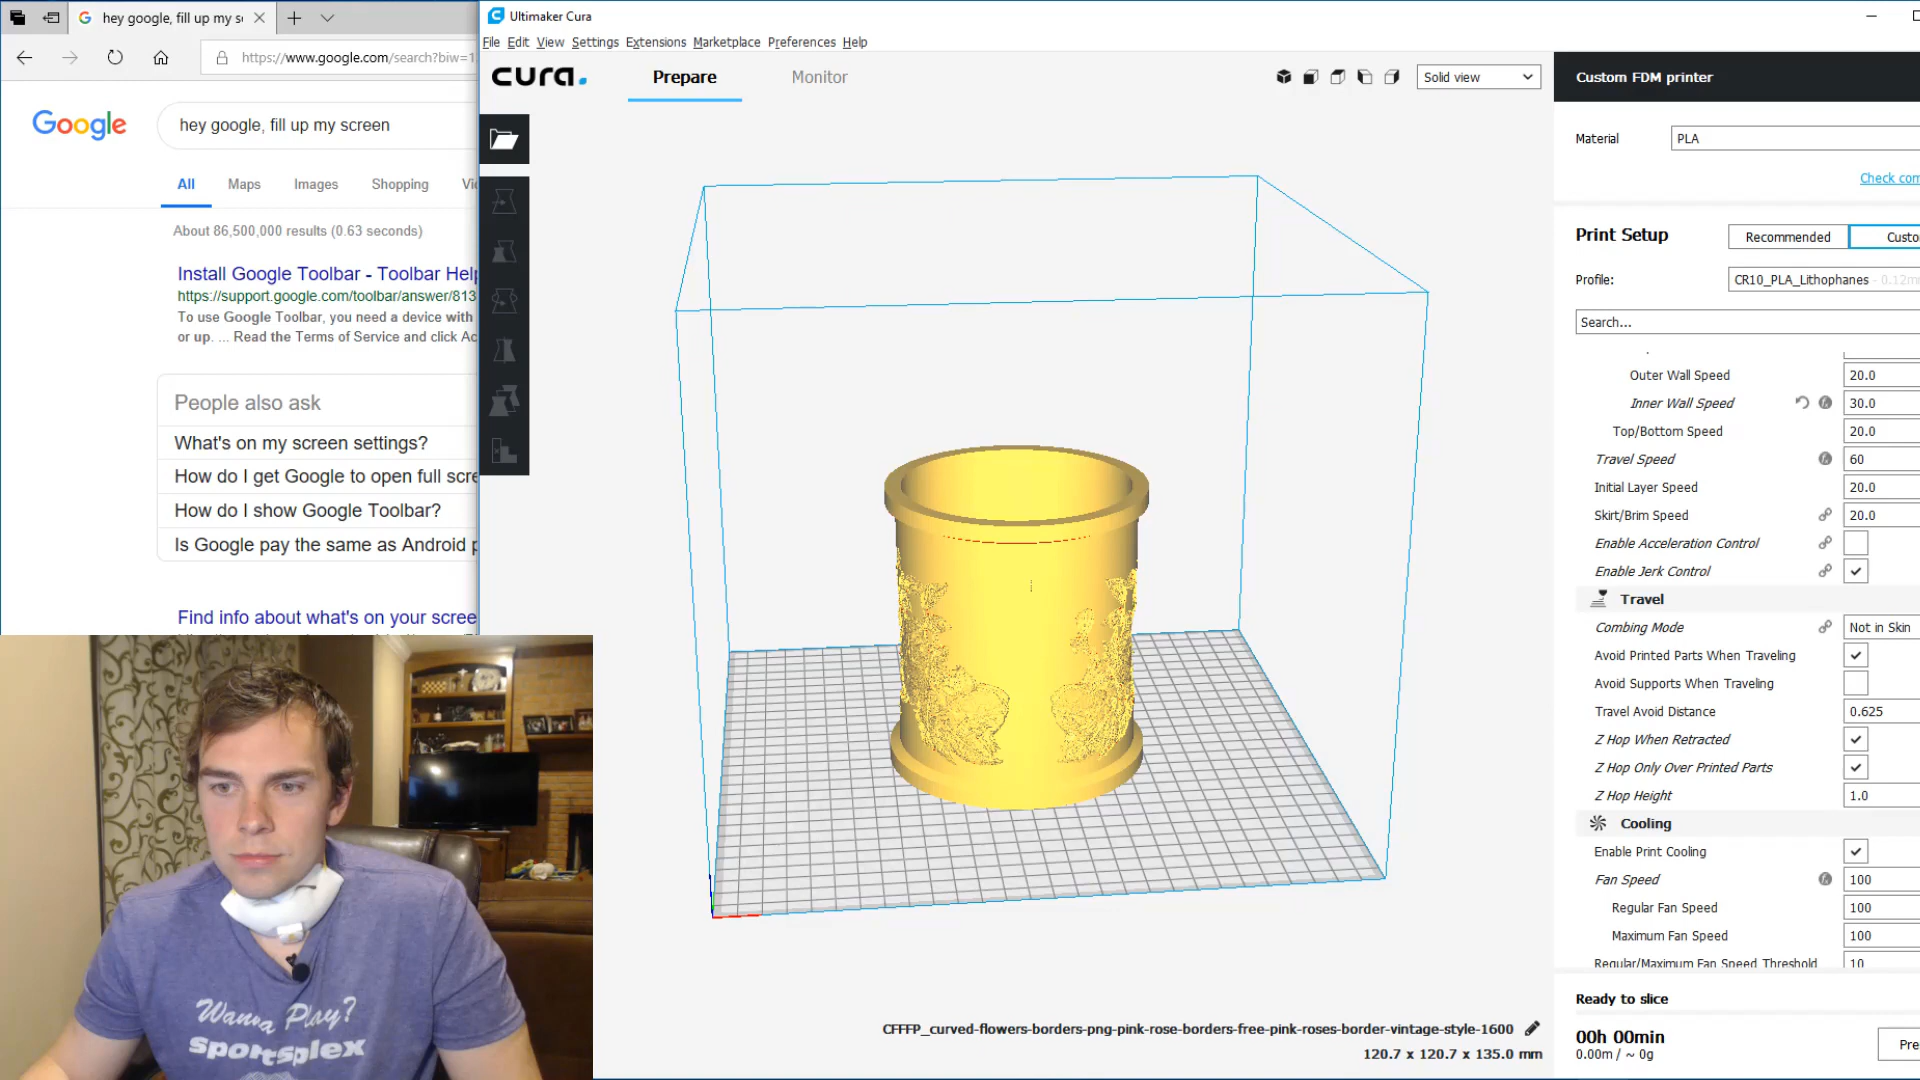 hey google, fill up my s
https://www.google.com/search?biw=1
Google
hey google, fill up my screen
All
Maps
Images
Shopping
About 86,500,000 results (0.63 seconds)
Install Google Toolbar - Toolbar Help
https://support.google.com/toolbar/answer/813
To use Google Toolbar, you need a device with
or up. ... Read the Terms of Service and click Ac
People also ask
What's on my screen settings?
How do I get Google to open full scre
How do I show Google Toolbar?
Is Google pay the same as Android p
Find info about what's on your scree
Wanna Play?
Sportsplex
Ultimaker Cura
File Edit View Settings Extensions Marketplace Preferences Help
cura.
Prepare
Monitor
Solid view
CFFFP_curved-flowers-borders-png-pink-rose-borders-free-pink-roses-border-vintage-style-1600
120.7 x 120.7 x 135.0 mm
Custom FDM printer
Material PLA
Check com
Print Setup Recommended Custo
Profile: CR10_PLA_Lithophanes - 0.12m
Search...
Outer Wall Speed 20.0
Inner Wall Speed 30.0
Top/Bottom Speed 20.0
Travel Speed 60
Initial Layer Speed 20.0
Skirt/Brim Speed 20.0
Enable Acceleration Control
Enable Jerk Control
Travel
Combing Mode Not in Skin
Avoid Printed Parts When Traveling
Avoid Supports When Traveling
Travel Avoid Distance 0.625
Z Hop When Retracted
Z Hop Only Over Printed Parts
Z Hop Height 1.0
Cooling
Enable Print Cooling
Fan Speed 100
Regular Fan Speed 100
Maximum Fan Speed 100
Regular/Maximum Fan Speed Threshold 10
Ready to slice
00h 00min
0.00m / ~ 0g
Pre